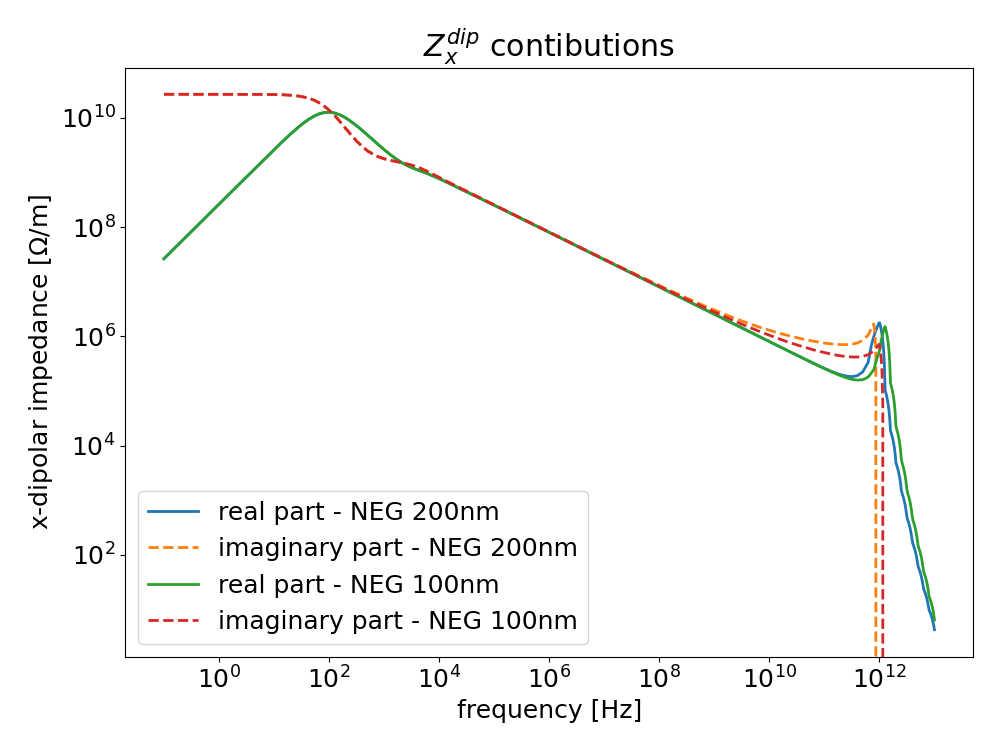 $Z_x^{dip}$ contibutions
x-dipolar impedance [Ω/m]
10^{10}
10^{8}
10^{6}
10^{4}
10^{2}
real part - NEG 200nm
imaginary part - NEG 200nm
real part - NEG 100nm
imaginary part - NEG 100nm
10^{0} 10^{2} 10^{4} 10^{6} 10^{8} 10^{10} 10^{12}
frequency [Hz]